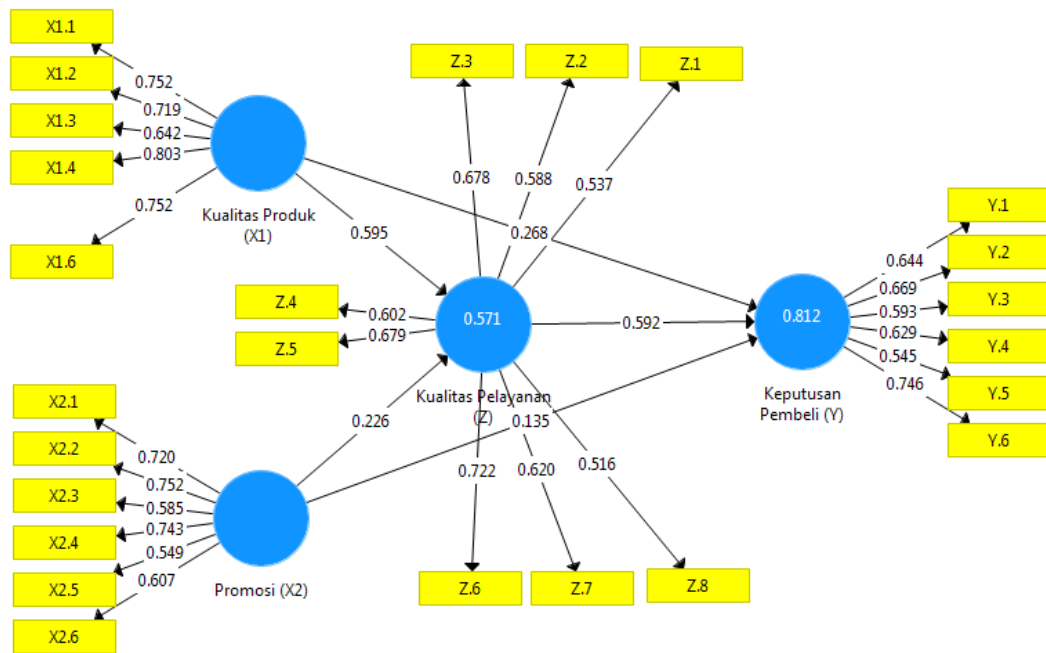 X1.1
X1.2
X1.3
X1.4
X1.6
0.752
0.719
0.642
0.803
0.752
Kualitas Produk
(X1)
Z.3
Z.2
Z.1
0.678
0.588
0.537
0.595
0.268
Z.4
Z.5
0.602
0.679
0.571
Kualitas Pelayanan
(Z)
0.592
0.226
0.135
0.722
0.620
0.516
Z.6
Z.7
Z.8
X2.1
X2.2
X2.3
X2.4
X2.5
X2.6
0.720
0.752
0.585
0.743
0.549
0.607
Promosi (X2)
0.812
Keputusan
Pembeli (Y)
0.644
0.669
0.593
0.629
0.545
0.746
Y.1
Y.2
Y.3
Y.4
Y.5
Y.6